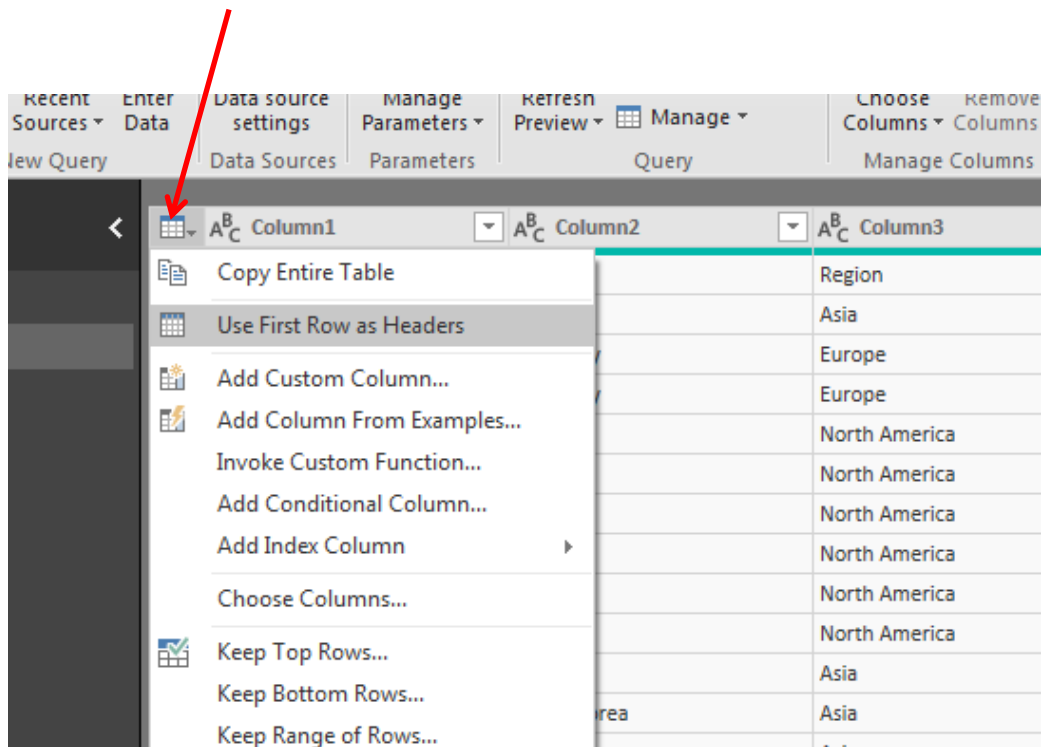 Recent Enter Data source Manage Refresh Choose Remove
Sources Data settings Parameters Preview Manage Columns Columns
New Query Data Sources Parameters Query Manage Columns
ABC Column1 ABC Column2 ABC Column3
Copy Entire Table
Region
Use First Row as Headers
Asia
Europe
Add Custom Column...
Europe
Add Column From Examples...
North America
Invoke Custom Function...
North America
Add Conditional Column...
North America
Add Index Column
North America
Choose Columns...
North America
North America
Keep Top Rows...
Asia
Keep Bottom Rows...
Asia
Keep Range of Rows...